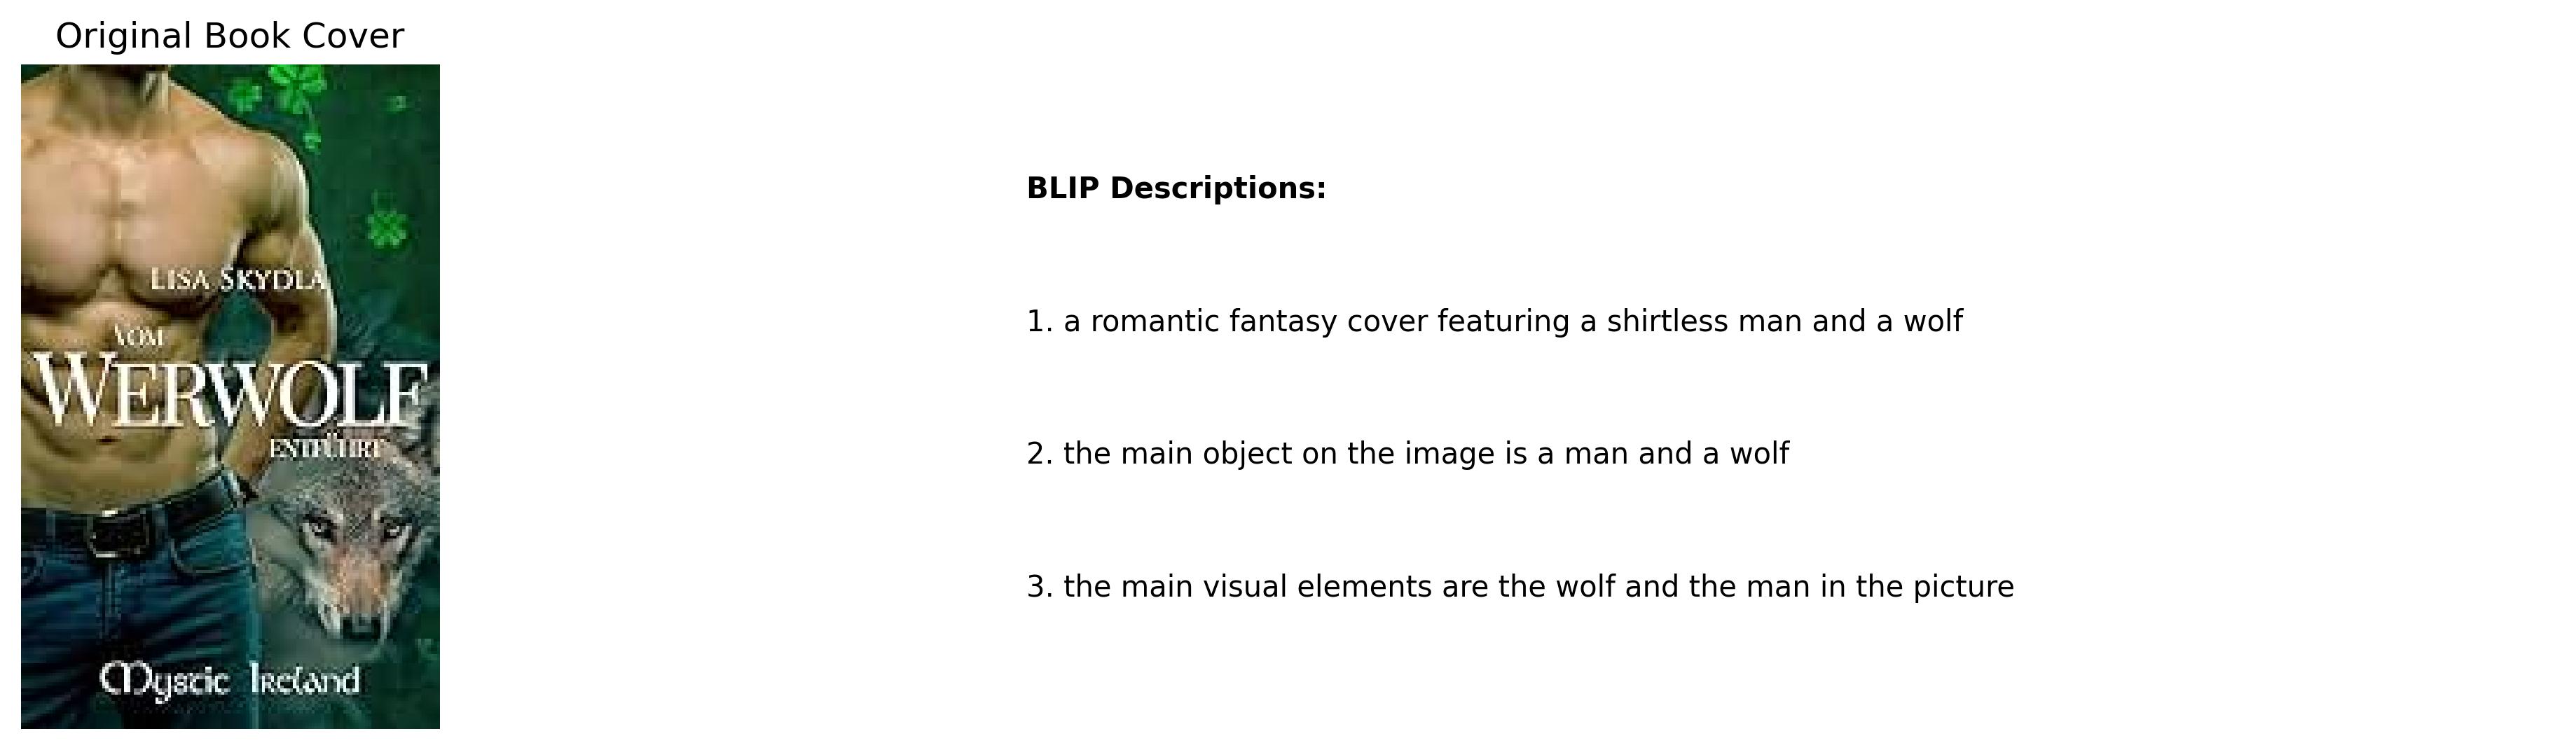 Original Book Cover
LISA SKYDLA
VOM
WERWOLF
ENTFÜHRT
Mystic Ireland
BLIP Descriptions:
1. a romantic fantasy cover featuring a shirtless man and a wolf
2. the main object on the image is a man and a wolf
3. the main visual elements are the wolf and the man in the picture